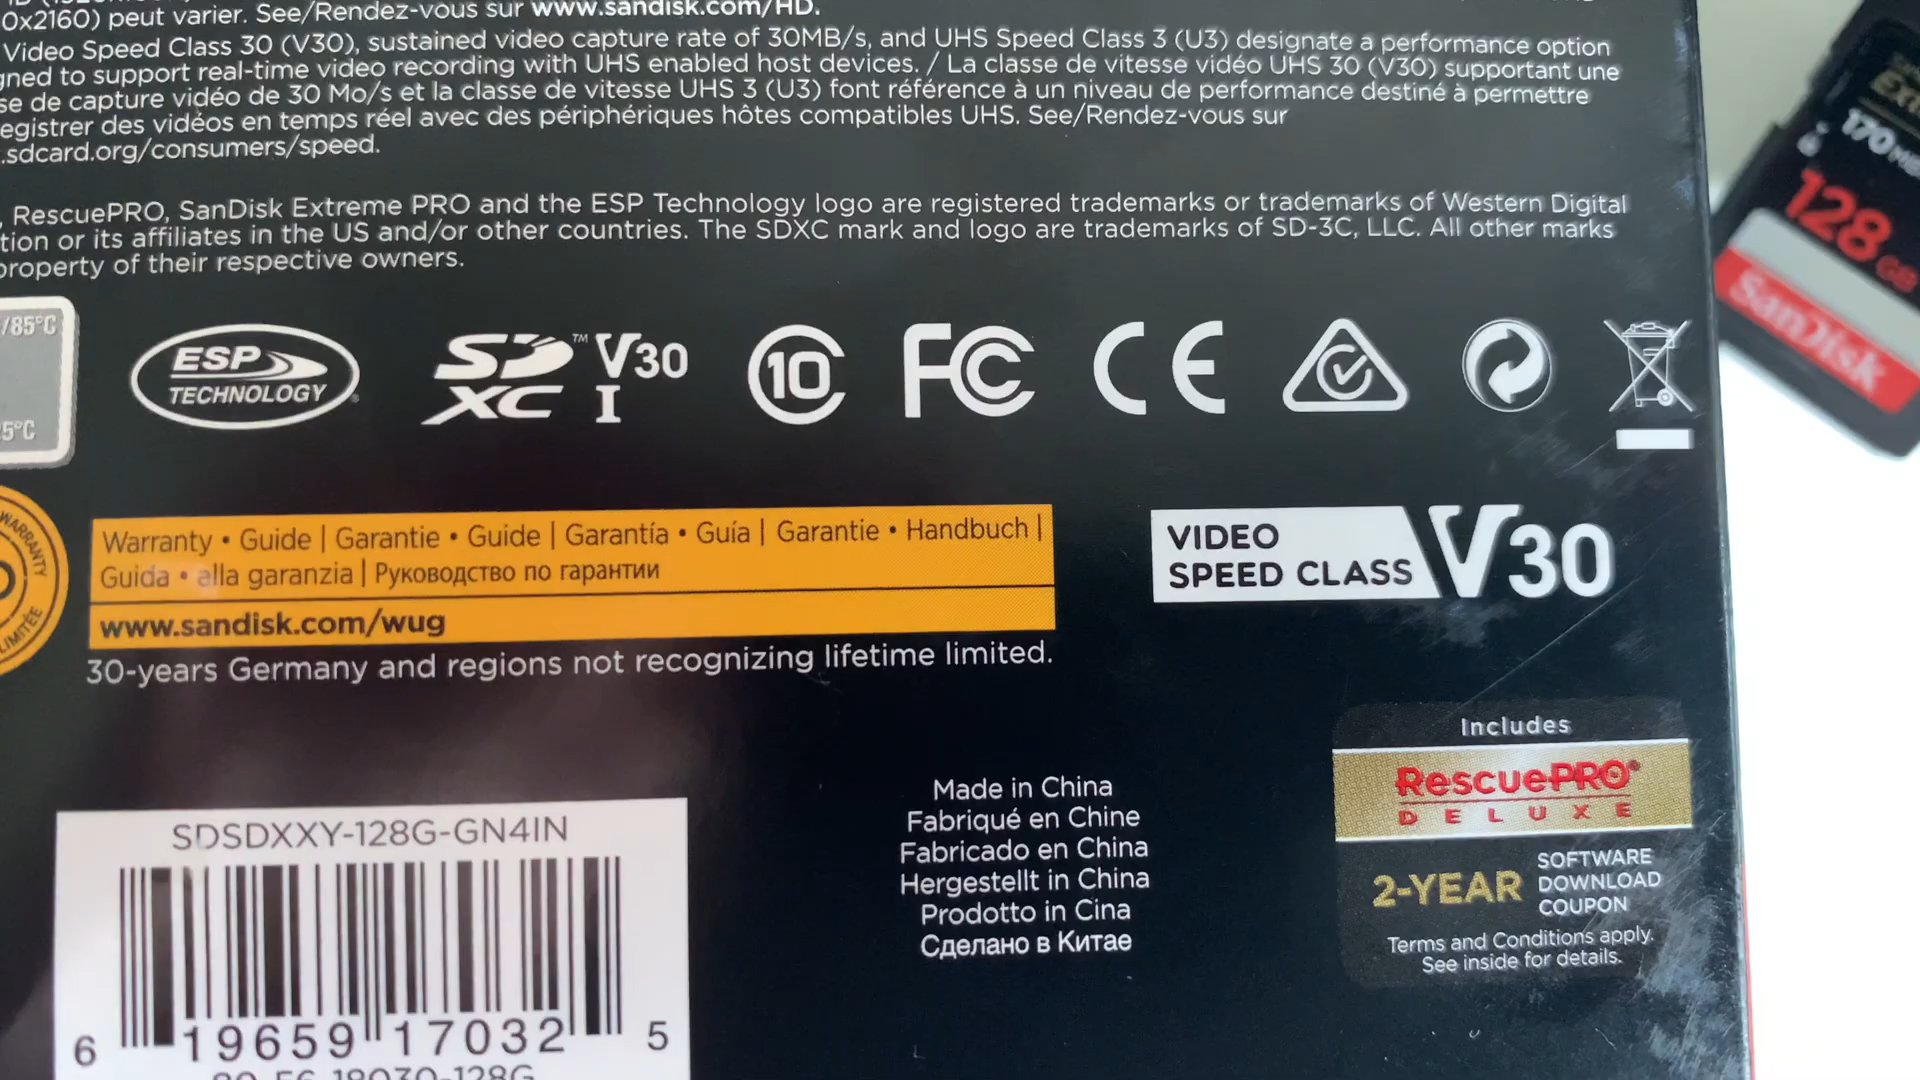 0x2160) peut varier. See/Rendez-vous sur www.sandisk.com/HD.
Video Speed Class 30 (V30), sustained video capture rate of 30MB/s, and UHS Speed Class 3 (U3) designate a performance option
gned to support real-time video recording with UHS enabled host devices. / La classe de vitesse vidéo UHS 30 (V30) supportant une
se de capture vidéo de 30 Mo/s et la classe de vitesse UHS 3 (U3) font référence à un niveau de performance destiné à permettre
egistrer des vidéos en temps réel avec des périphériques hôtes compatibles UHS. See/Rendez-vous sur
.sdcard.org/consumers/speed.
, RescuePRO, SanDisk Extreme PRO and the ESP Technology logo are registered trademarks or trademarks of Western Digital
tion or its affiliates in the US and/or other countries. The SDXC mark and logo are trademarks of SD-3C, LLC. All other marks
property of their respective owners.
/85°C
5°C
ESP
TECHNOLOGY
SD™ V30
XC I
10
FC
CE
WARRANTY
LIMITÉE
Warranty • Guide | Garantie • Guide | Garantía • Guía | Garantie • Handbuch |
Guida • alla garanzia | Руководство по гарантии
www.sandisk.com/wug
30-years Germany and regions not recognizing lifetime limited.
VIDEO
SPEED CLASS V30
Includes
RescuePRO®
DELUXE
2-YEAR
SOFTWARE
DOWNLOAD
COUPON
Terms and Conditions apply.
See inside for details.
Made in China
Fabriqué en Chine
Fabricado en China
Hergestellt in China
Prodotto in Cina
Сделано в Китае
SDSDXXY-128G-GN4IN
6 19659 17032 5
80-56-18030-128G
170 MB
128 GB
SanDisk